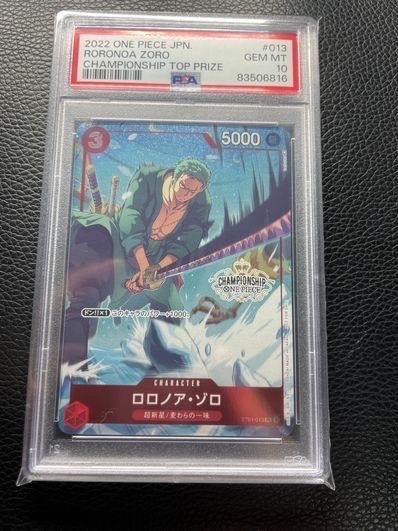 2022 ONE PIECE JPN. #013
RORONOA ZORO GEM MT
CHAMPIONSHIP TOP PRIZE 10
PSA 83506816
3 5000
CHAMPIONSHIP
ONE PIECE
ドン!!×1 このキャラのパワー+1000。
CHARACTER
ロロノア・ゾロ
超新星/麦わらの一味
ST01-013